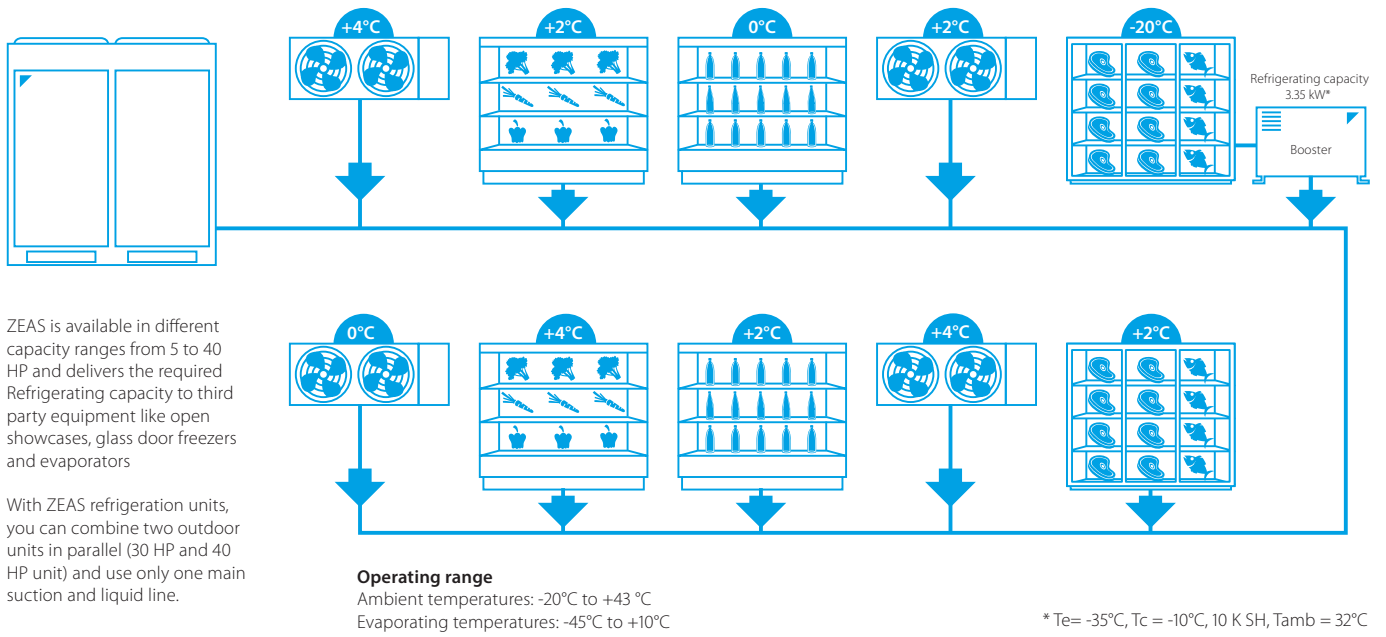 +4°C
+2°C
0°C
+2°C
-20°C
Refrigerating capacity
3.35 kW*
Booster
0°C
+4°C
+2°C
+4°C
+2°C
ZEAS is available in different
capacity ranges from 5 to 40
HP and delivers the required
Refrigerating capacity to third
party equipment like open
showcases, glass door freezers
and evaporators
With ZEAS refrigeration units,
you can combine two outdoor
units in parallel (30 HP and 40
HP unit) and use only one main
suction and liquid line.
Operating range
Ambient temperatures: -20°C to +43 °C
Evaporating temperatures: -45°C to +10°C
* Te= -35°C, Tc = -10°C, 10 K SH, Tamb = 32°C